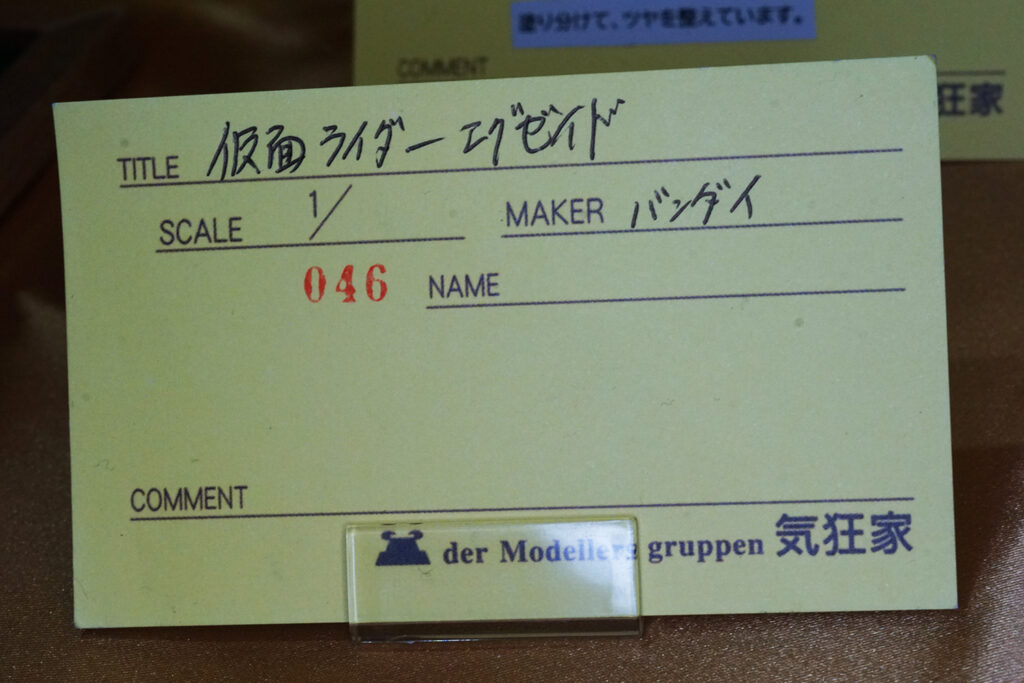 塗り分けて、ツヤを整えています。
COMMENT
狂家
TITLE 仮面ライダーエグゼイド
SCALE 1/ MAKER バンダイ
046 NAME
COMMENT
der Modellers gruppen 気狂家